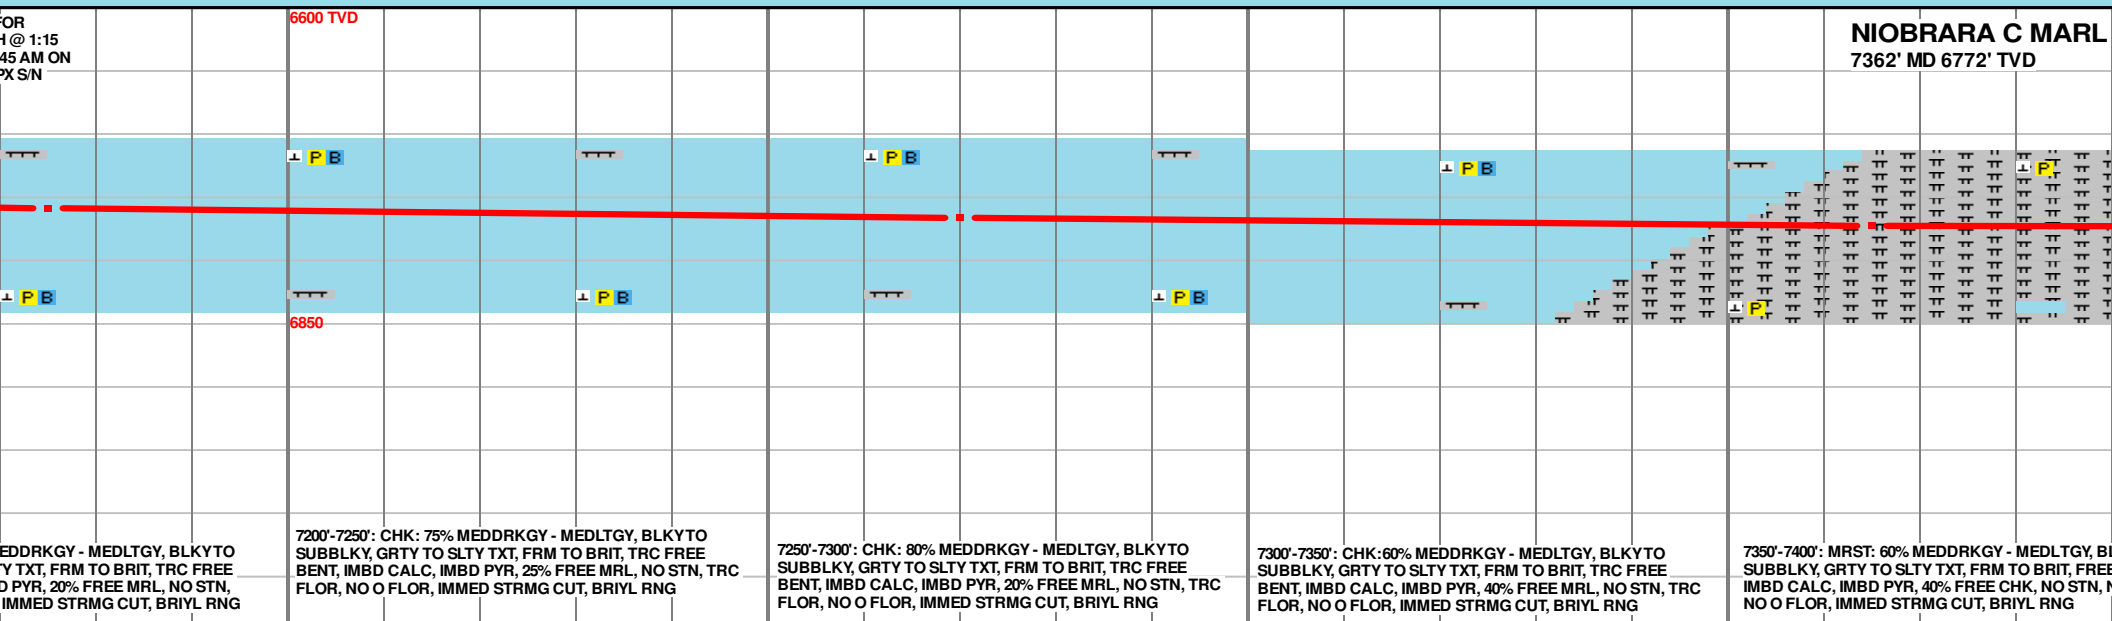 FOR
H @ 1:15
45 AM ON
PX S/N
6600 TVD
NIOBRARA C MARL
7362' MD 6772' TVD
P B
P B
P B
P B
P
P B
P B
P B
P
6850
EDDRKGY - MEDLTGY, BLKY TO
TY TXT, FRM TO BRIT, TRC FREE
D PYR, 20% FREE MRL, NO STN,
IMMED STRMG CUT, BRIYL RNG
7200'-7250': CHK: 75% MEDDRKGY - MEDLTGY, BLKY TO
SUBBLKY, GRTY TO SLTY TXT, FRM TO BRIT, TRC FREE
BENT, IMBD CALC, IMBD PYR, 25% FREE MRL, NO STN, TRC
FLOR, NO O FLOR, IMMED STRMG CUT, BRIYL RNG
7250'-7300': CHK: 80% MEDDRKGY - MEDLTGY, BLKY TO
SUBBLKY, GRTY TO SLTY TXT, FRM TO BRIT, TRC FREE
BENT, IMBD CALC, IMBD PYR, 20% FREE MRL, NO STN, TRC
FLOR, NO O FLOR, IMMED STRMG CUT, BRIYL RNG
7300'-7350': CHK:60% MEDDRKGY - MEDLTGY, BLKY TO
SUBBLKY, GRTY TO SLTY TXT, FRM TO BRIT, TRC FREE
BENT, IMBD CALC, IMBD PYR, 40% FREE MRL, NO STN, TRC
FLOR, NO O FLOR, IMMED STRMG CUT, BRIYL RNG
7350'-7400': MRST: 60% MEDDRKGY - MEDLTGY, BL
SUBBLKY, GRTY TO SLTY TXT, FRM TO BRIT, FREE
IMBD CALC, IMBD PYR, 40% FREE CHK, NO STN, N
NO O FLOR, IMMED STRMG CUT, BRIYL RNG